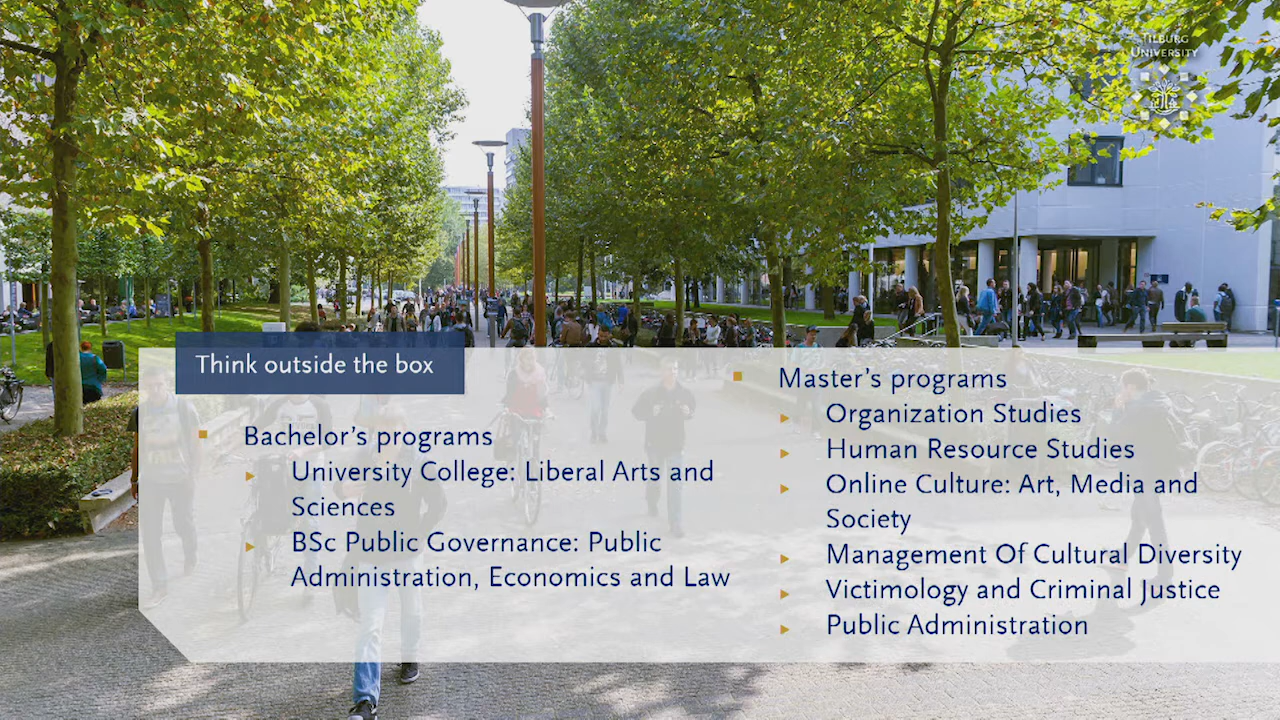 TILBURG
UNIVERSITY
Think outside the box
Bachelor's programs
University College: Liberal Arts and
Sciences
BSc Public Governance: Public
Administration, Economics and Law
Master's programs
Organization Studies
Human Resource Studies
Online Culture: Art, Media and
Society
Management Of Cultural Diversity
Victimology and Criminal Justice
Public Administration